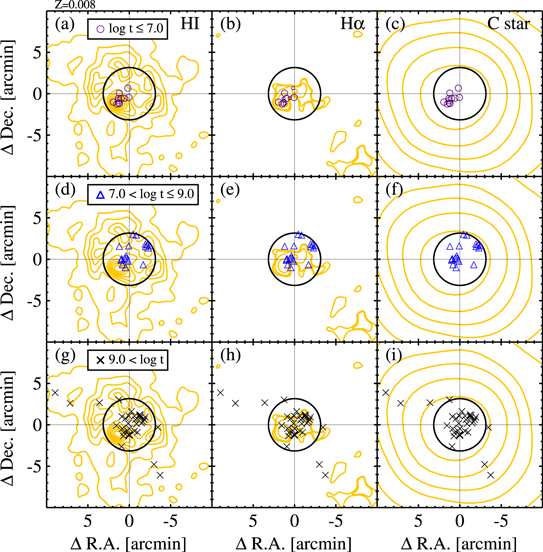 Z=0.008
(a) HI
○ log t ≤ 7.0
(b) Hα
(c) C star
Δ Dec. [arcmin]
5
0
-5
(d)
△ 7.0 < log t ≤ 9.0
(e)
(f)
Δ Dec. [arcmin]
5
0
-5
(g)
× 9.0 < log t
(h)
(i)
Δ Dec. [arcmin]
5
0
-5
5 0 -5
5 0 -5
5 0 -5
Δ R.A. [arcmin]
Δ R.A. [arcmin]
Δ R.A. [arcmin]